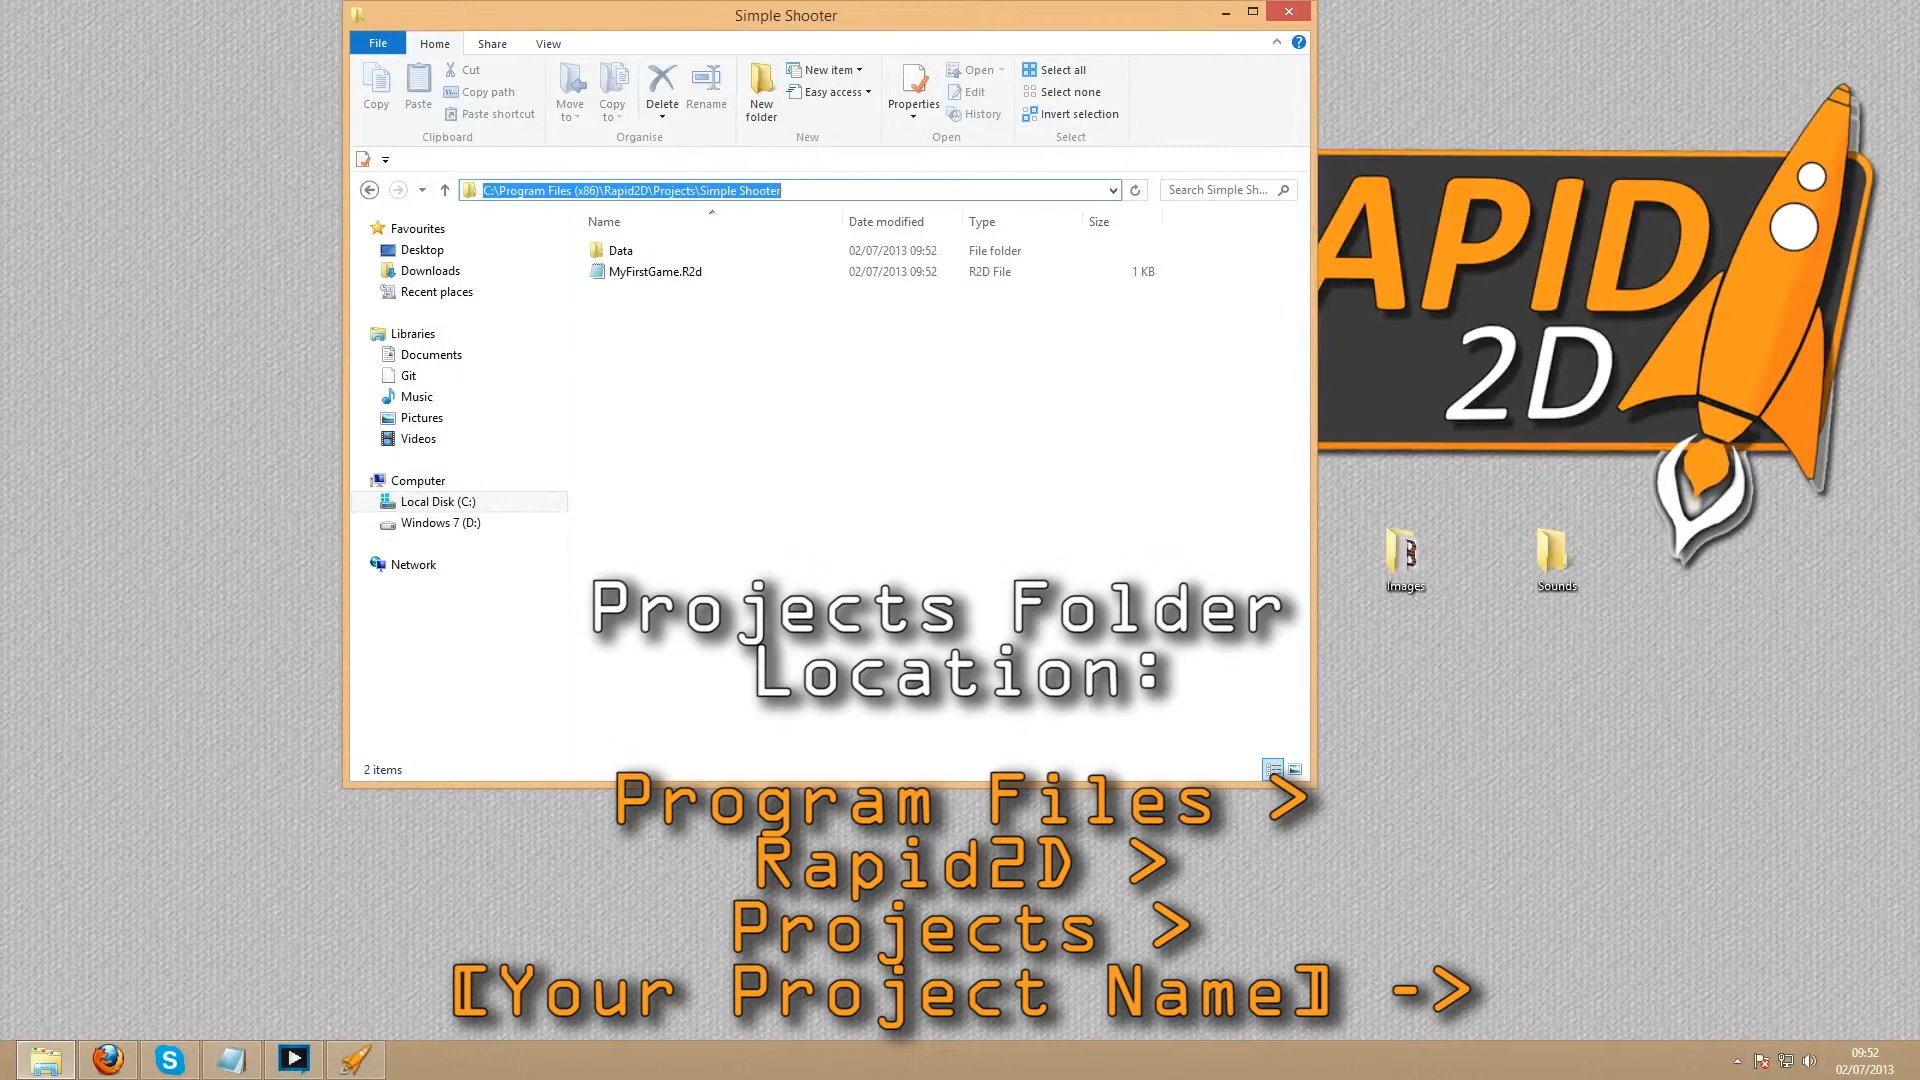 Simple Shooter
File Home Share View
Copy Paste Cut Copy path Paste shortcut
Move to Copy to Delete Rename
New folder New item Easy access
Properties Open Edit History
Select all Select none Invert selection
Clipboard Organise New Open Select
C:\Program Files (x86)\Rapid2D\Projects\Simple Shooter
Search Simple Sh...
Name Date modified Type Size
Data 02/07/2013 09:52 File folder
MyFirstGame.R2d 02/07/2013 09:52 R2D File 1 KB
Favourites
Desktop
Downloads
Recent places
Libraries
Documents
Git
Music
Pictures
Videos
Computer
Local Disk (C:)
Windows 7 (D:)
Network
2 items
APID
2D
Images Sounds
Projects Folder
Location:
Program Files >
Rapid2D >
Projects >
[Your Project Name] ->
09:52
02/07/2013